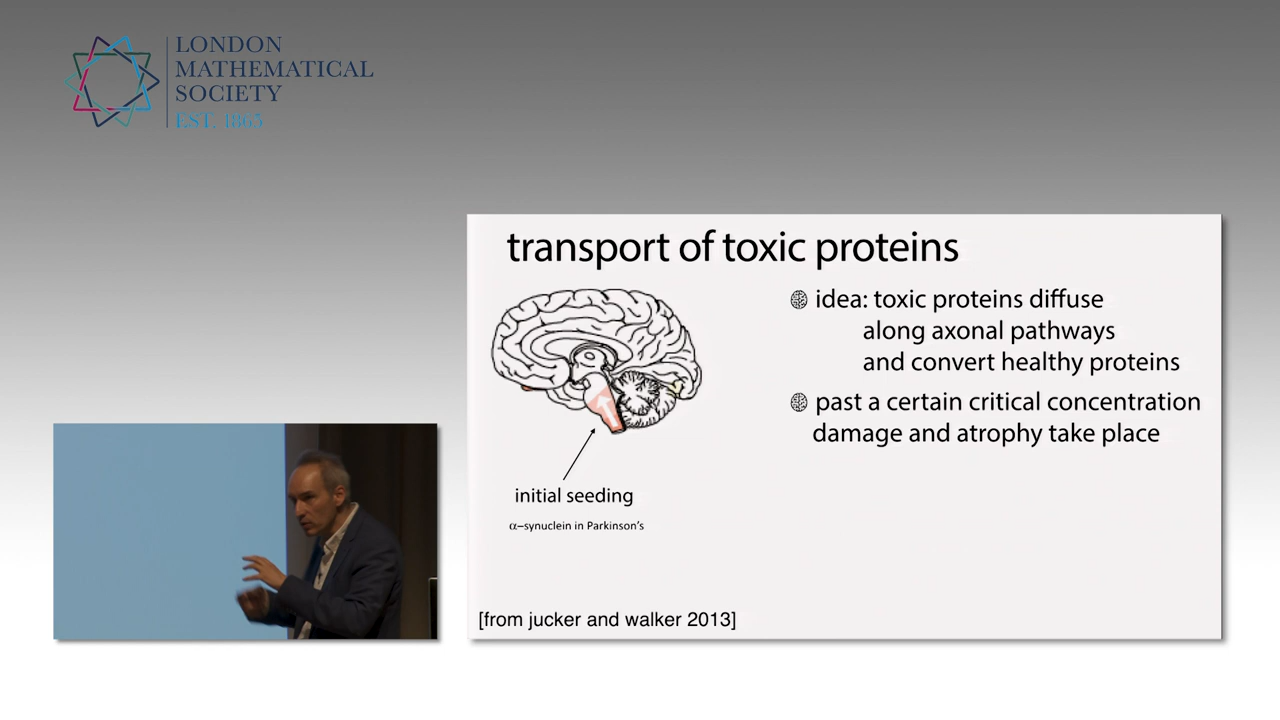 LONDON
MATHEMATICAL
SOCIETY
EST. 1865
transport of toxic proteins
idea: toxic proteins diffuse
along axonal pathways
and convert healthy proteins
past a certain critical concentration
damage and atrophy take place
initial seeding
α–synuclein in Parkinson's
[from jucker and walker 2013]